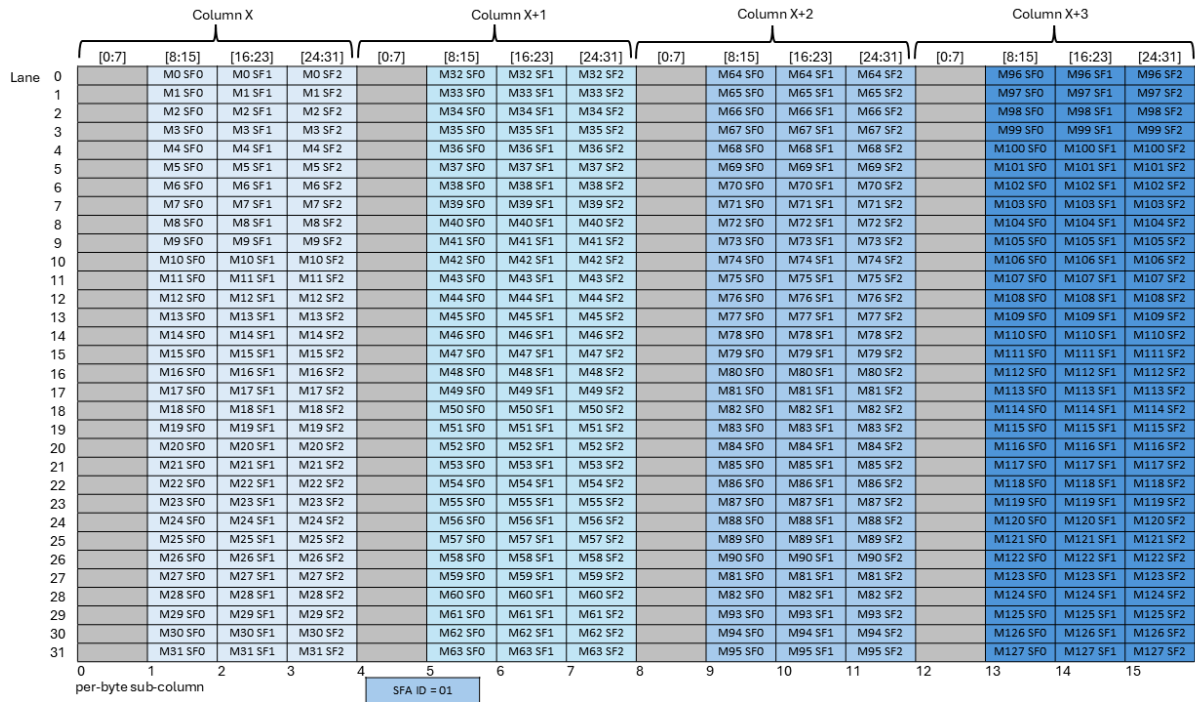 Column X Column X+1 Column X+2 Column X+3
[0:7] [8:15] [16:23] [24:31] [0:7] [8:15] [16:23] [24:31] [0:7] [8:15] [16:23] [24:31] [0:7] [8:15] [16:23] [24:31]
Lane 0 M0 SF0 M0 SF1 M0 SF2 M32 SF0 M32 SF1 M32 SF2 M64 SF0 M64 SF1 M64 SF2 M96 SF0 M96 SF1 M96 SF2
1 M1 SF0 M1 SF1 M1 SF2 M33 SF0 M33 SF1 M33 SF2 M65 SF0 M65 SF1 M65 SF2 M97 SF0 M97 SF1 M97 SF2
2 M2 SF0 M2 SF1 M2 SF2 M34 SF0 M34 SF1 M34 SF2 M66 SF0 M66 SF1 M66 SF2 M98 SF0 M98 SF1 M98 SF2
3 M3 SF0 M3 SF1 M3 SF2 M35 SF0 M35 SF1 M35 SF2 M67 SF0 M67 SF1 M67 SF2 M99 SF0 M99 SF1 M99 SF2
4 M4 SF0 M4 SF1 M4 SF2 M36 SF0 M36 SF1 M36 SF2 M68 SF0 M68 SF1 M68 SF2 M100 SF0 M100 SF1 M100 SF2
5 M5 SF0 M5 SF1 M5 SF2 M37 SF0 M37 SF1 M37 SF2 M69 SF0 M69 SF1 M69 SF2 M101 SF0 M101 SF1 M101 SF2
6 M6 SF0 M6 SF1 M6 SF2 M38 SF0 M38 SF1 M38 SF2 M70 SF0 M70 SF1 M70 SF2 M102 SF0 M102 SF1 M102 SF2
7 M7 SF0 M7 SF1 M7 SF2 M39 SF0 M39 SF1 M39 SF2 M71 SF0 M71 SF1 M71 SF2 M103 SF0 M103 SF1 M103 SF2
8 M8 SF0 M8 SF1 M8 SF2 M40 SF0 M40 SF1 M40 SF2 M72 SF0 M72 SF1 M72 SF2 M104 SF0 M104 SF1 M104 SF2
9 M9 SF0 M9 SF1 M9 SF2 M41 SF0 M41 SF1 M41 SF2 M73 SF0 M73 SF1 M73 SF2 M105 SF0 M105 SF1 M105 SF2
10 M10 SF0 M10 SF1 M10 SF2 M42 SF0 M42 SF1 M42 SF2 M74 SF0 M74 SF1 M74 SF2 M106 SF0 M106 SF1 M106 SF2
11 M11 SF0 M11 SF1 M11 SF2 M43 SF0 M43 SF1 M43 SF2 M75 SF0 M75 SF1 M75 SF2 M107 SF0 M107 SF1 M107 SF2
12 M12 SF0 M12 SF1 M12 SF2 M44 SF0 M44 SF1 M44 SF2 M76 SF0 M76 SF1 M76 SF2 M108 SF0 M108 SF1 M108 SF2
13 M13 SF0 M13 SF1 M13 SF2 M45 SF0 M45 SF1 M45 SF2 M77 SF0 M77 SF1 M77 SF2 M109 SF0 M109 SF1 M109 SF2
14 M14 SF0 M14 SF1 M14 SF2 M46 SF0 M46 SF1 M46 SF2 M78 SF0 M78 SF1 M78 SF2 M110 SF0 M110 SF1 M110 SF2
15 M15 SF0 M15 SF1 M15 SF2 M47 SF0 M47 SF1 M47 SF2 M79 SF0 M79 SF1 M79 SF2 M111 SF0 M111 SF1 M111 SF2
16 M16 SF0 M16 SF1 M16 SF2 M48 SF0 M48 SF1 M48 SF2 M80 SF0 M80 SF1 M80 SF2 M112 SF0 M112 SF1 M112 SF2
17 M17 SF0 M17 SF1 M17 SF2 M49 SF0 M49 SF1 M49 SF2 M81 SF0 M81 SF1 M81 SF2 M113 SF0 M113 SF1 M113 SF2
18 M18 SF0 M18 SF1 M18 SF2 M50 SF0 M50 SF1 M50 SF2 M82 SF0 M82 SF1 M82 SF2 M114 SF0 M114 SF1 M114 SF2
19 M19 SF0 M19 SF1 M19 SF2 M51 SF0 M51 SF1 M51 SF2 M83 SF0 M83 SF1 M83 SF2 M115 SF0 M115 SF1 M115 SF2
20 M20 SF0 M20 SF1 M20 SF2 M52 SF0 M52 SF1 M52 SF2 M84 SF0 M84 SF1 M84 SF2 M116 SF0 M116 SF1 M116 SF2
21 M21 SF0 M21 SF1 M21 SF2 M53 SF0 M53 SF1 M53 SF2 M85 SF0 M85 SF1 M85 SF2 M117 SF0 M117 SF1 M117 SF2
22 M22 SF0 M22 SF1 M22 SF2 M54 SF0 M54 SF1 M54 SF2 M86 SF0 M86 SF1 M86 SF2 M118 SF0 M118 SF1 M118 SF2
23 M23 SF0 M23 SF1 M23 SF2 M55 SF0 M55 SF1 M55 SF2 M87 SF0 M87 SF1 M87 SF2 M119 SF0 M119 SF1 M119 SF2
24 M24 SF0 M24 SF1 M24 SF2 M56 SF0 M56 SF1 M56 SF2 M88 SF0 M88 SF1 M88 SF2 M120 SF0 M120 SF1 M120 SF2
25 M25 SF0 M25 SF1 M25 SF2 M57 SF0 M57 SF1 M57 SF2 M89 SF0 M89 SF1 M89 SF2 M121 SF0 M121 SF1 M121 SF2
26 M26 SF0 M26 SF1 M26 SF2 M58 SF0 M58 SF1 M58 SF2 M90 SF0 M90 SF1 M90 SF2 M122 SF0 M122 SF1 M122 SF2
27 M27 SF0 M27 SF1 M27 SF2 M59 SF0 M59 SF1 M59 SF2 M81 SF0 M81 SF1 M81 SF2 M123 SF0 M123 SF1 M123 SF2
28 M28 SF0 M28 SF1 M28 SF2 M60 SF0 M60 SF1 M60 SF2 M82 SF0 M82 SF1 M82 SF2 M124 SF0 M124 SF1 M124 SF2
29 M29 SF0 M29 SF1 M29 SF2 M61 SF0 M61 SF1 M61 SF2 M93 SF0 M93 SF1 M93 SF2 M125 SF0 M125 SF1 M125 SF2
30 M30 SF0 M30 SF1 M30 SF2 M62 SF0 M62 SF1 M62 SF2 M94 SF0 M94 SF1 M94 SF2 M126 SF0 M126 SF1 M126 SF2
31 M31 SF0 M31 SF1 M31 SF2 M63 SF0 M63 SF1 M63 SF2 M95 SF0 M95 SF1 M95 SF2 M127 SF0 M127 SF1 M127 SF2
0 1 2 3 4 5 6 7 8 9 10 11 12 13 14 15
per-byte sub-column
SFA ID = 01